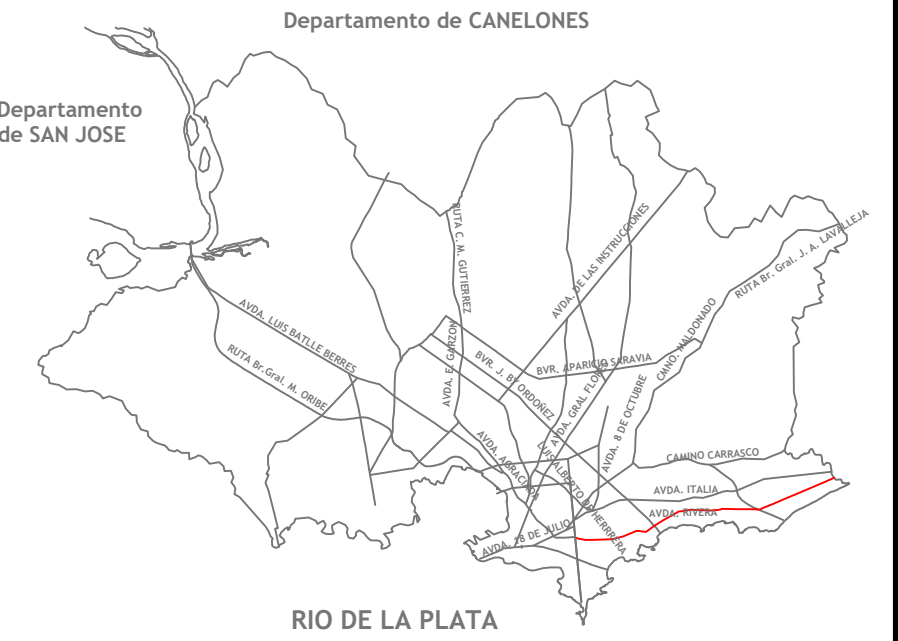 Departamento de CANELONES
Departamento
de SAN JOSE
RUTA C. M. GUTIERREZ
AVDA. DE LAS INSTRUCCIONES
RUTA Br. Gral. J. A. LAVALLEJA
AVDA. LUIS BATLLE BERRES
RUTA Br.Gral. M. ORIBE
AVDA. E. GARZON
BVR. J. BY ORDOÑEZ
BVR. APARICIO SARAVIA
CMNO. MALDONADO
AVDA. GRAL FLORES
AVDA. 8 DE OCTUBRE
AVDA. AGRACIADA
LUIS ALBERTO DE HERRRERA
CAMINO CARRASCO
AVDA. ITALIA
AVDA. RIVERA
AVDA. 18 DE JULIO
RIO DE LA PLATA